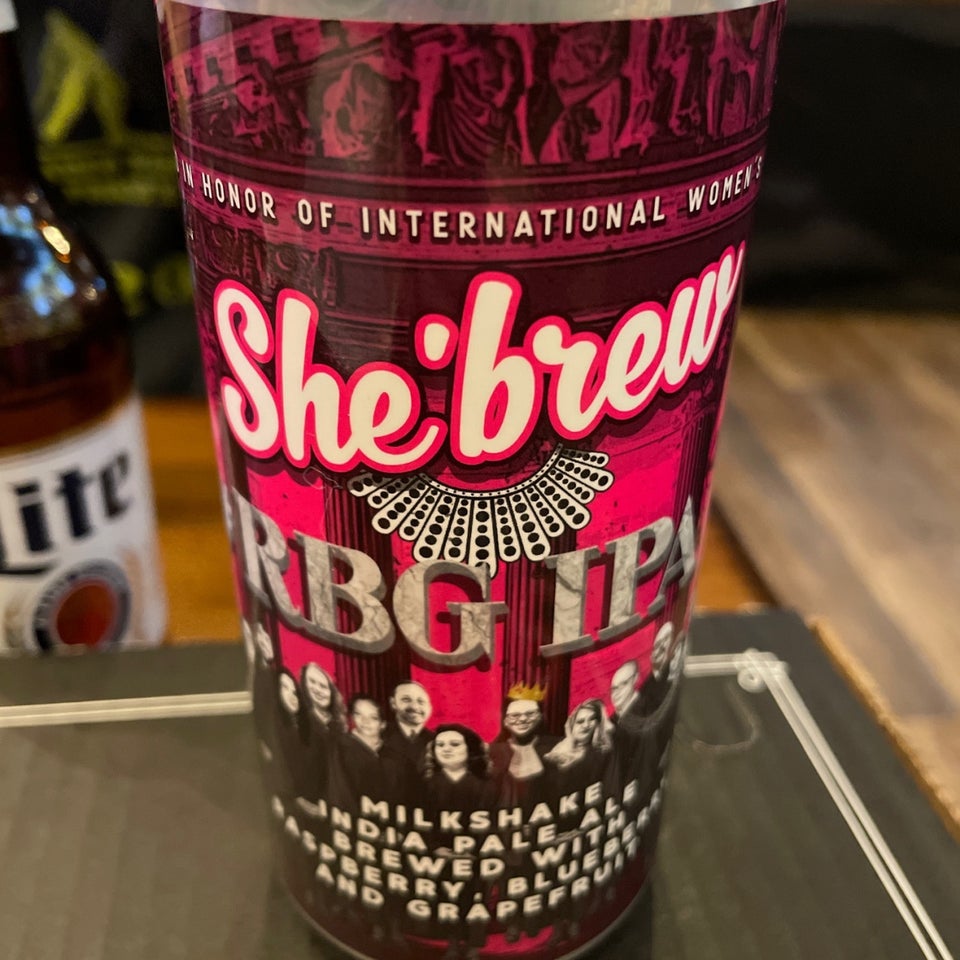 IN HONOR OF INTERNATIONAL WOMEN'S
She'brew
RBG IPA
MILKSHAKE
INDIA PALE ALE
BREWED WITH
RASPBERRY, BLUEBERRY
AND GRAPEFRUIT
Lite